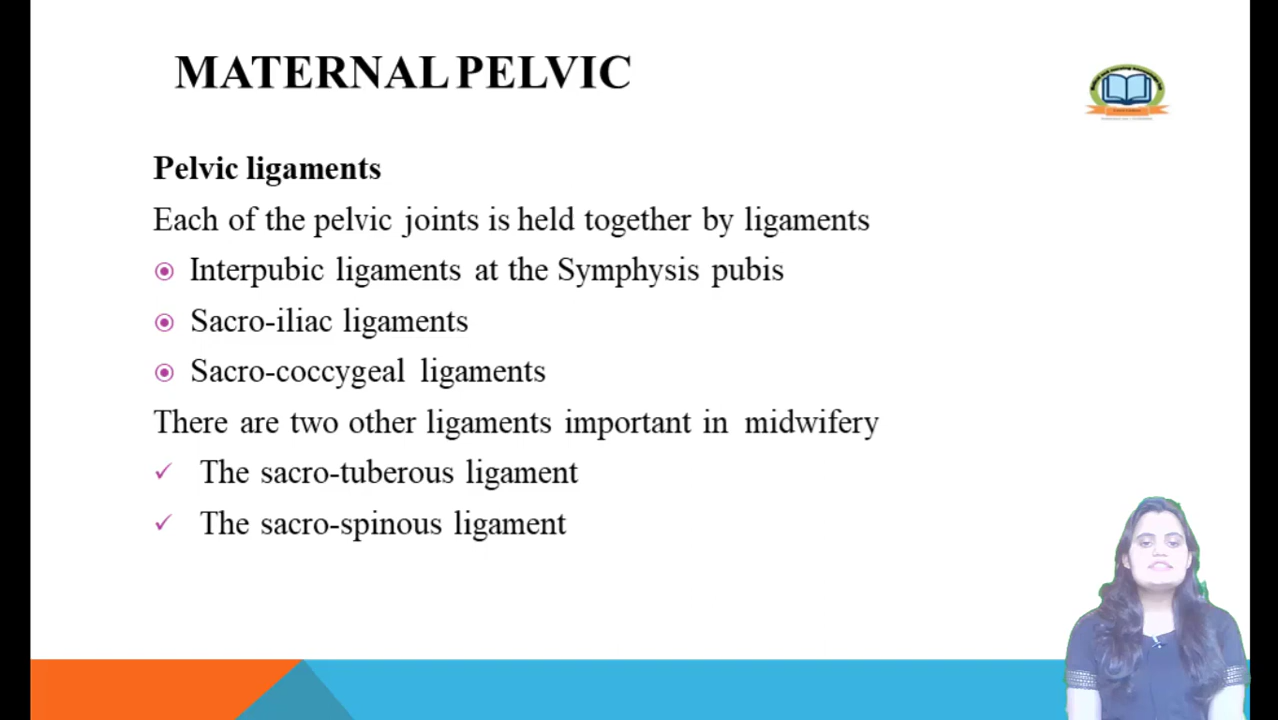 MATERNAL PELVIC
Pelvic ligaments
Each of the pelvic joints is held together by ligaments
Interpubic ligaments at the Symphysis pubis
Sacro-iliac ligaments
Sacro-coccygeal ligaments
There are two other ligaments important in midwifery
✓ The sacro-tuberous ligament
✓ The sacro-spinous ligament